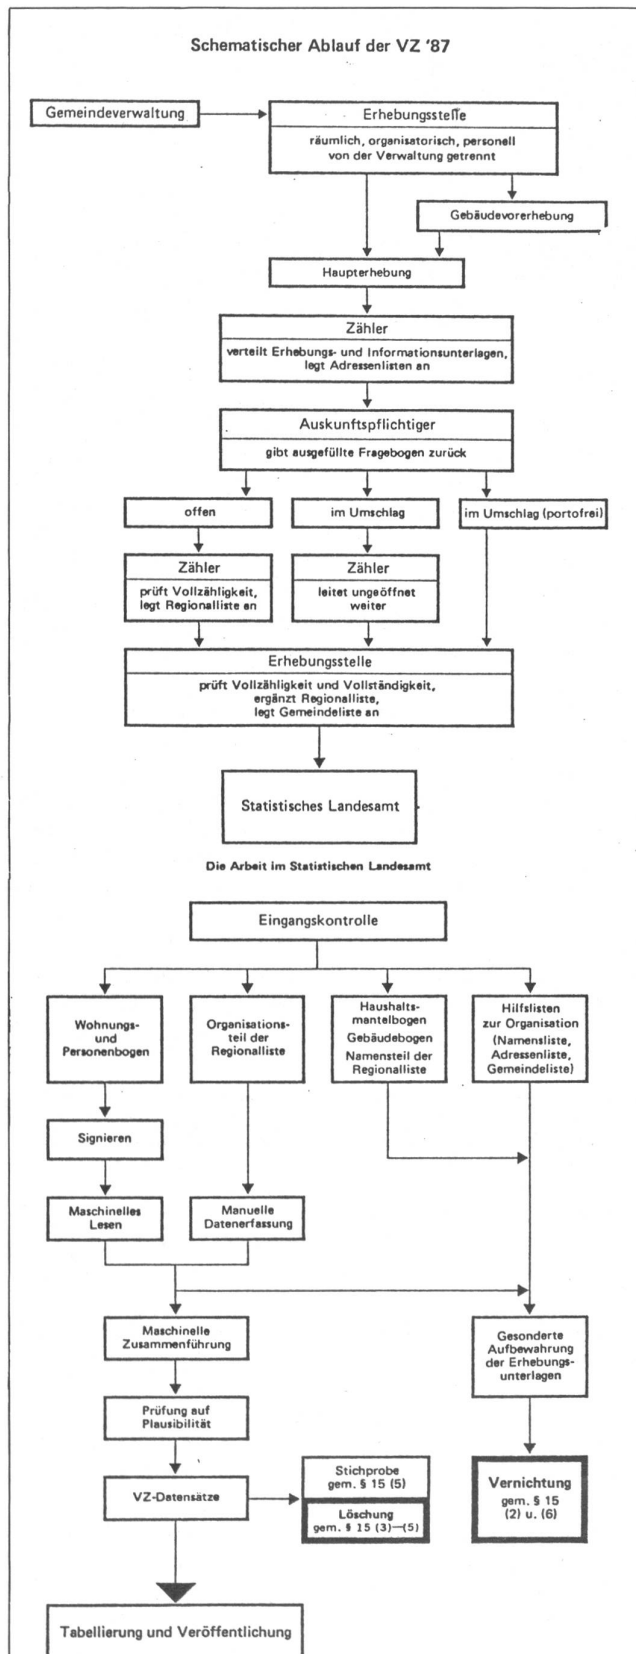 Schematischer Ablauf der VZ '87
Gemeindeverwaltung
Erhebungsstelle
räumlich, organisatorisch, personell
von der Verwaltung getrennt
Gebäudevorerhebung
Haupterhebung
Zähler
verteilt Erhebungs- und Informationsunterlagen,
legt Adressenlisten an
Auskunftspflichtiger
gibt ausgefüllte Fragebogen zurück
offen
im Umschlag
im Umschlag (portofrei)
Zähler
prüft Vollzähligkeit,
legt Regionalliste an
Zähler
leitet ungeöffnet
weiter
Erhebungsstelle
prüft Vollzähligkeit und Vollständigkeit,
ergänzt Regionalliste,
legt Gemeindeliste an
Statistisches Landesamt
Die Arbeit im Statistischen Landesamt
Eingangskontrolle
Wohnungs-
und
Personenbogen
Organisations-
teil der
Regionalliste
Haushalts-
mantelbogen
Gebäudebogen
Namensteil der
Regionalliste
Hilfslisten
zur Organisation
(Namensliste,
Adressenliste,
Gemeindeliste)
Signieren
Maschinelles
Lesen
Manuelle
Datenerfassung
Maschinelle
Zusammenführung
Gesonderte
Aufbewahrung
der Erhebungs-
unterlagen
Prüfung auf
Plausibilität
VZ-Datensätze
Stichprobe
gem. § 15 (5)
Löschung
gem. § 15 (3)—(5)
Vernichtung
gem. § 15
(2) u. (6)
Tabellierung und Veröffentlichung